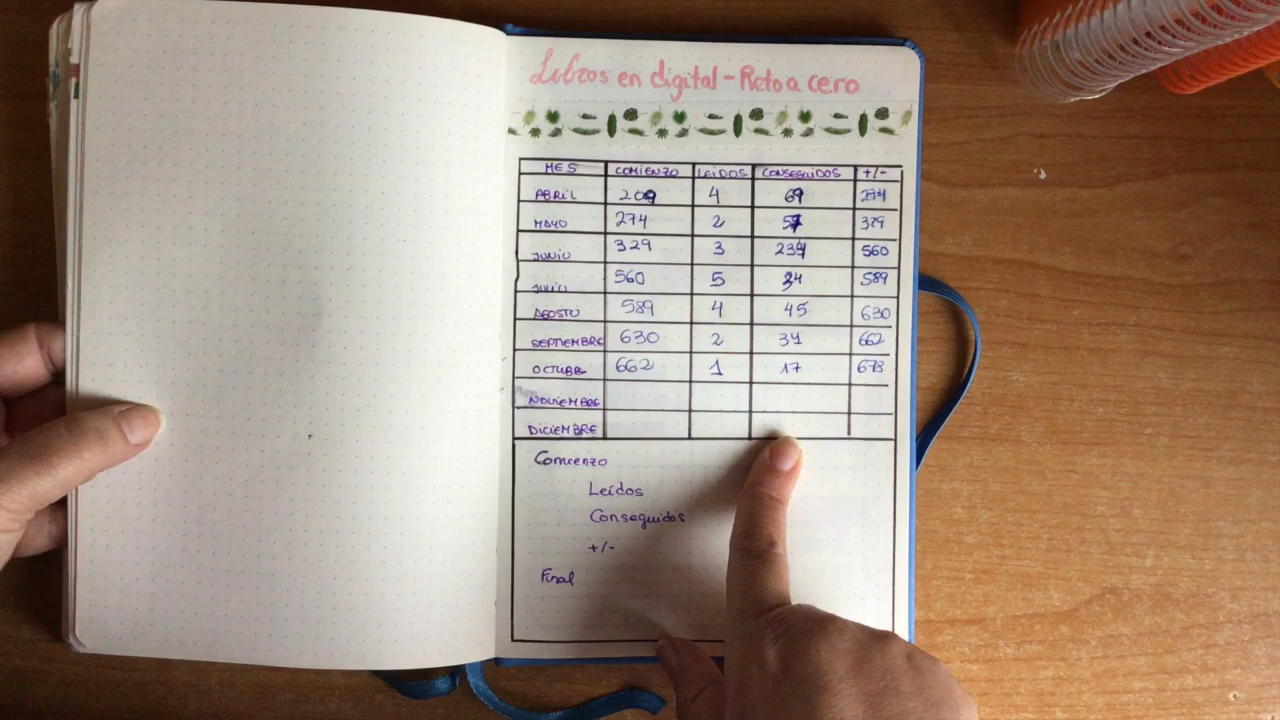 Libros en digital - Reto a cero
MES COMIENZO LEÍDOS CONSEGUIDOS +/-
ABRIL 209 4 69 274
MAYO 274 2 57 329
JUNIO 329 3 234 560
JULIO 560 5 34 589
AGOSTO 589 4 45 630
SEPTIEMBRE 630 2 34 662
OCTUBRE 662 1 17 678
NOVIEMBRE
DICIEMBRE
Comienzo
Leídos
Conseguidos
+/-
Final